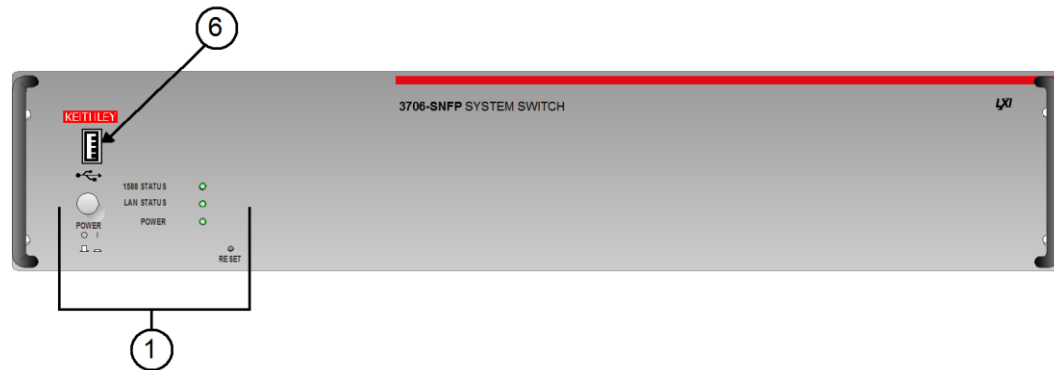 6
3706-SNFP SYSTEM SWITCH
LXI
KEITHLEY
1588 STATUS
LAN STATUS
POWER
POWER
O I
RESET
1